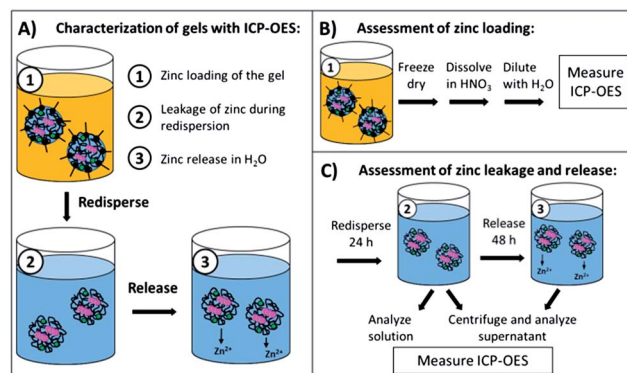 A) Characterization of gels with ICP-OES:
1
1 Zinc loading of the gel
2 Leakage of zinc during
redispersion
3 Zinc release in H₂O
Redisperse
2
Release
3
Zn²⁺
Zn²⁺
B) Assessment of zinc loading:
1
Freeze
dry
Dissolve
in HNO₃
Dilute
with H₂O
Measure
ICP-OES
C) Assessment of zinc leakage and release:
Redisperse
24 h
2
Release
48 h
3
Zn²⁺
Zn²⁺
Analyze
solution
Centrifuge and analyze
supernatant
Measure ICP-OES